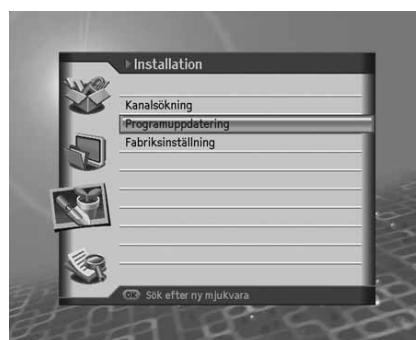 Installation
Kanalsökning
Programuppdatering
Fabriksinställning
OK Sök efter ny mjukvara